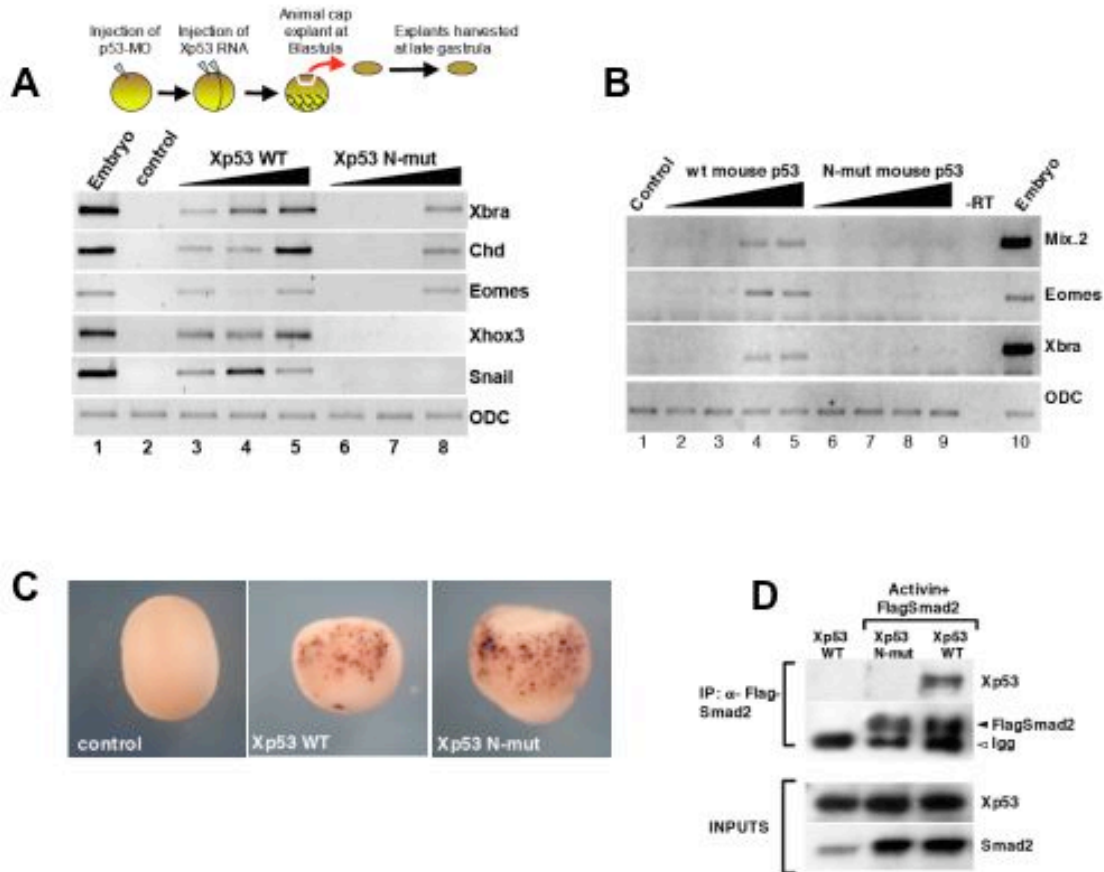 Injection of
p53-MO
Injection of
Xp53 RNA
Animal cap
explant at
Blastula
Explants harvested
at late gastrula
A
Embryo
control
Xp53 WT
Xp53 N-mut
Xbra
Chd
Eomes
Xhox3
Snail
ODC
1 2 3 4 5 6 7 8
B
Control
wt mouse p53
N-mut mouse p53
-RT
Embryo
Mix.2
Eomes
Xbra
ODC
1 2 3 4 5 6 7 8 9 10
C
control
Xp53 WT
Xp53 N-mut
D
Activin+
FlagSmad2
Xp53
WT
Xp53
N-mut
Xp53
WT
IP: α- Flag-
Smad2
Xp53
FlagSmad2
Igg
INPUTS
Xp53
Smad2